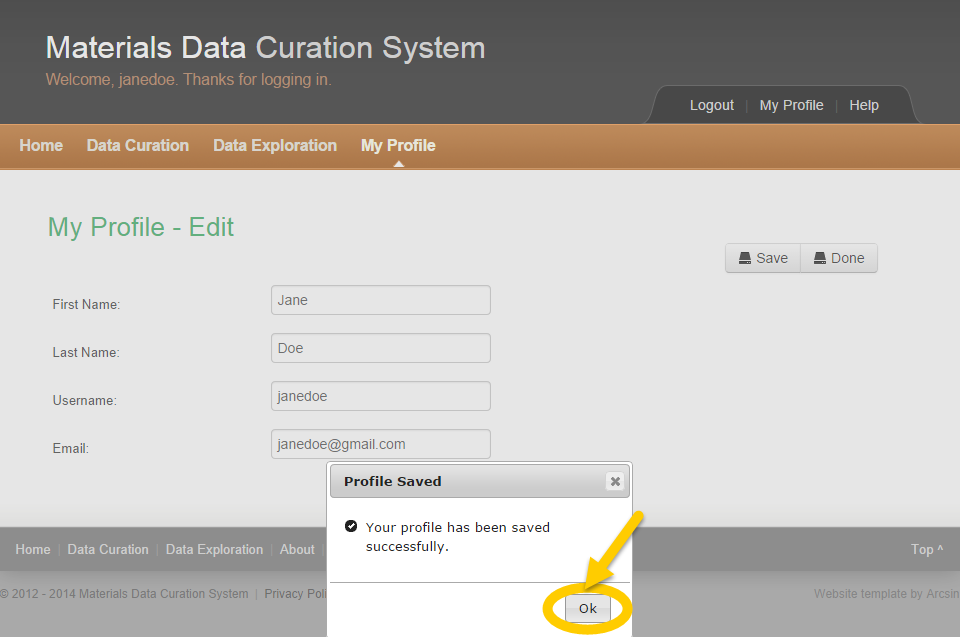 Materials Data Curation System
Welcome, janedoe. Thanks for logging in.
Logout | My Profile | Help
Home Data Curation Data Exploration My Profile
My Profile - Edit
Save Done
First Name: Jane
Last Name: Doe
Username: janedoe
Email: janedoe@gmail.com
Profile Saved
Your profile has been saved
successfully.
Ok
Home | Data Curation | Data Exploration | About
Top ^
© 2012 - 2014 Materials Data Curation System | Privacy
Website template by Arcsin